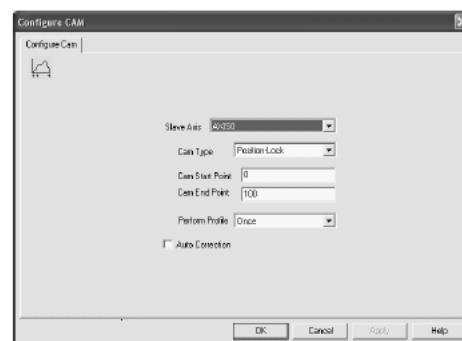 Configure CAM
Configure Cam
Slave Axis AXIS0
Cam Type Position-Lock
Cam Start Point 0
Cam End Point 100
Perform Profile Once
Auto Correction
OK Cancel Apply Help